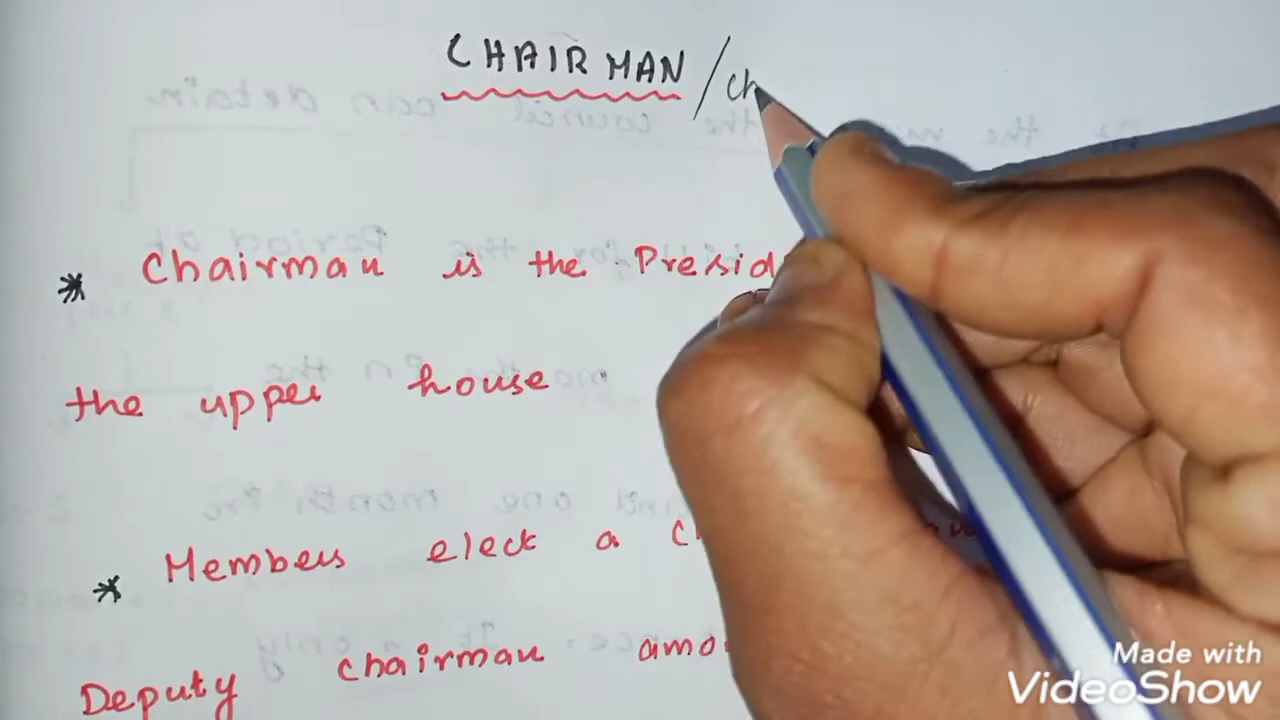 CHAIRMAN / Ch
* Chairman is the Presid
the upper house
* Members elect a c
Deputy chairman amo
Made with
VideoShow